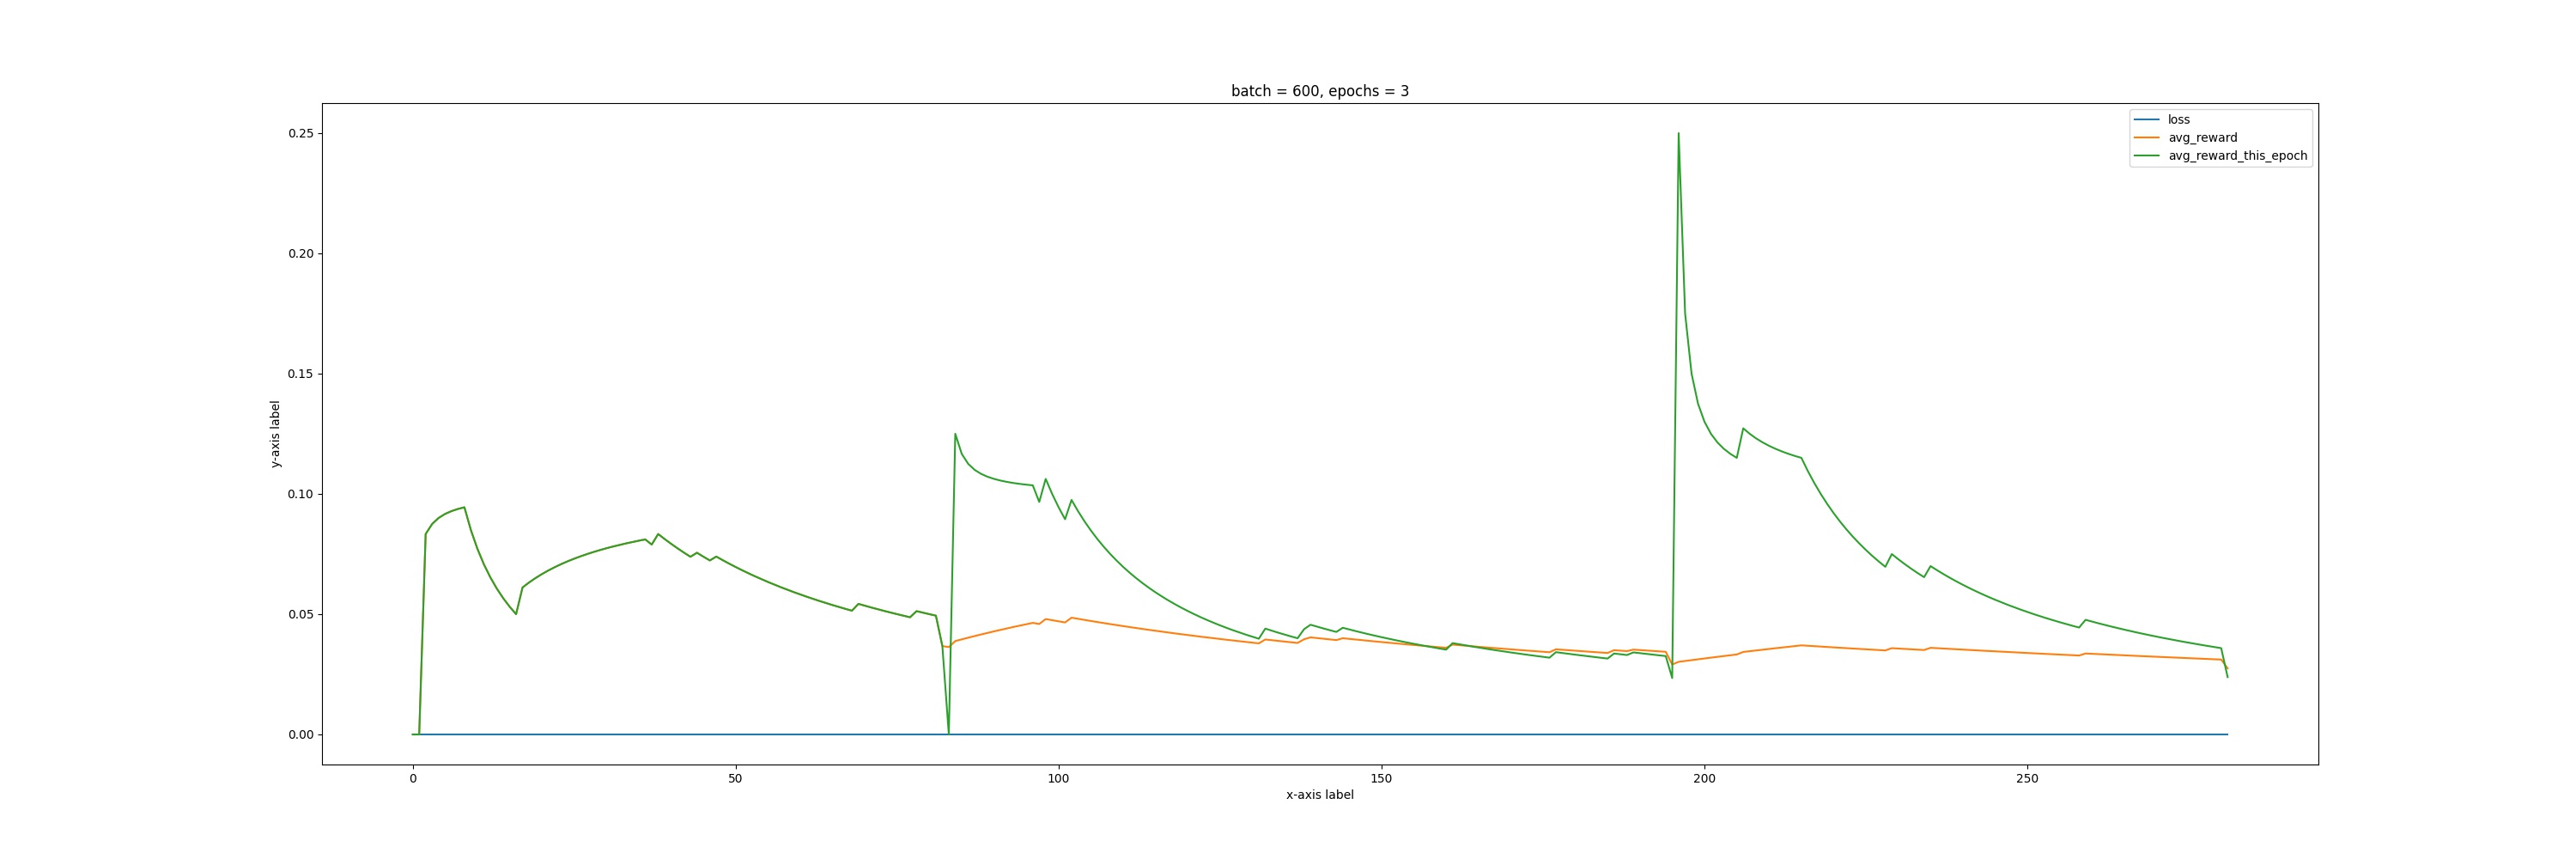 batch = 600, epochs = 3
loss
avg_reward
avg_reward_this_epoch
0.25
0.20
0.15
0.10
0.05
0.00
y-axis label
0 50 100 150 200 250
x-axis label